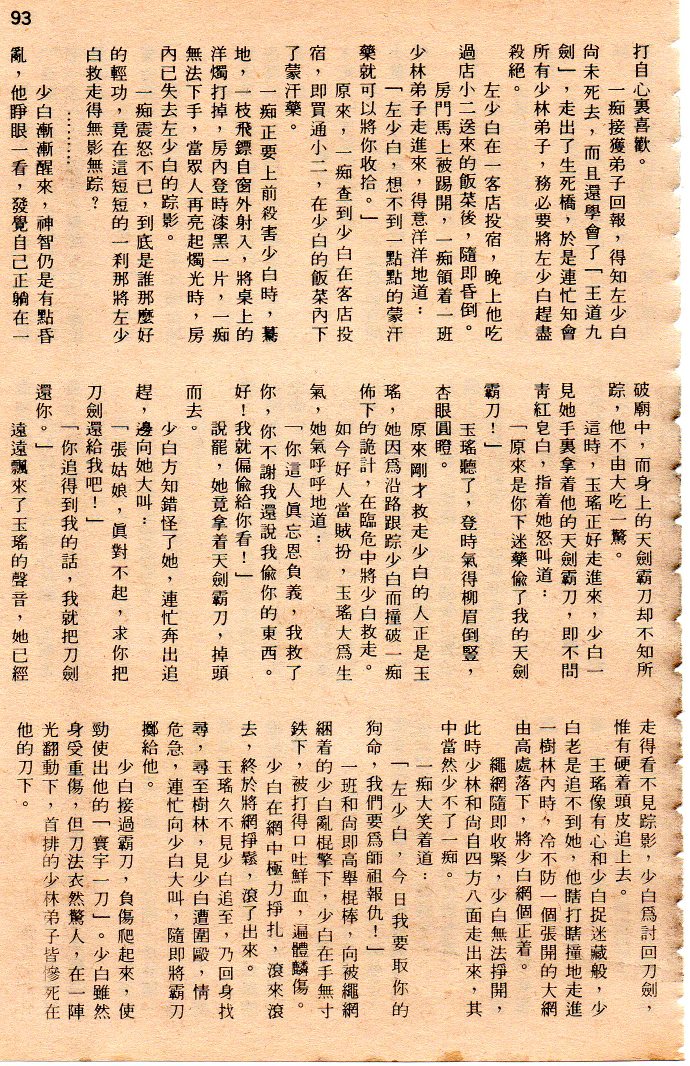 93
打自心裏喜歡。
一痴接獲弟子回報，得知左少白
尚未死去，而且還學會了「王道九
劍」，走出了生死橋，於是連忙知會
所有少林弟子，務必要將左少白趕盡
殺絕。
左少白在一客店投宿，晚上他吃
過店小二送來的飯菜後，隨即昏倒。
房門馬上被踢開，一痴領着一班
少林弟子走進來，得意洋洋地道：
「左少白，想不到一點點的蒙汗
藥就可以將你收拾。」
原來，一痴查到少白在客店投
宿，即買通小二，在少白的飯菜內下
了蒙汗藥。
一痴正要上前殺害少白時，驀
地，一枝飛鏢自窗外射入，將桌上的
洋燭打掉，房內登時漆黑一片，一痴
無法下手，當眾人再亮起燭光時，房
內已失去左少白的踪影。
一痴震怒不已，到底是誰那麼好
的輕功，竟在這短短的一刹那將左少
白救走得無影無踪？
………
少白漸漸醒來，神智仍是有點昏
亂，他睜眼一看，發覺自己正躺在一
破廟中，而身上的天劍霸刀却不知所
踪，他不由大吃一驚。
這時，玉瑤正好走進來，少白一
見她手裏拿着他的天劍霸刀，即不問
靑紅皂白，指着她怒叫道：
「原來是你下迷藥偷了我的天劍
霸刀！」
玉瑤聽了，登時氣得柳眉倒豎，
杏眼圓瞪。
原來剛才救走少白的人正是玉
瑤，她因爲沿路跟踪少白而撞破一痴
佈下的詭計，在臨危中將少白救走。
如今好人當賊扮，玉瑤大爲生
氣，她氣呼呼地道：
「你這人眞忘恩負義，我救了
你，你不謝我還說我偷你的東西。
好！我就偏偷給你看！」
說罷，她竟拿着天劍霸刀，掉頭
而去。
少白方知錯怪了她，連忙奔出追
趕，邊向她大叫：
「張姑娘，眞對不起，求你把
刀劍還給我吧！」
「你追得到我的話，我就把刀劍
還你。」
遠遠飄來了玉瑤的聲音，她已經
走得看不見踪影，少白爲討回刀劍，
惟有硬着頭皮追上去。
王瑤像有心和少白捉迷藏般，少
白老是追不到她，他瞎打瞎撞地走進
一樹林內時，冷不防一個張開的大網
由高處落下，將少白網個正着。
繩網隨即收緊，少白無法掙開，
此時少林和尚自四方八面走出來，其
中當然少不了一痴。
一痴大笑着道：
「左少白，今日我要取你的
狗命，我們要爲師祖報仇！」
一班和尚即高舉棍棒，向被繩網
綑着的少白亂棍擊下，少白在手無寸
鉄下，被打得口吐鮮血，遍體麟傷。
少白在網中極力掙扎，滾來滾
去，終於將網掙鬆，滾了出來。
玉瑤久不見少白追至，乃回身找
尋，尋至樹林，見少白遭圍毆，情
危急，連忙向少白大叫，隨即將霸刀
擲給他。
少白接過霸刀，負傷爬起來，使
勁使出他的「寰宇一刀」。少白雖然
身受重傷，但刀法衣然驚人，在一陣
光翻動下，首排的少林弟子皆慘死在
他的刀下。